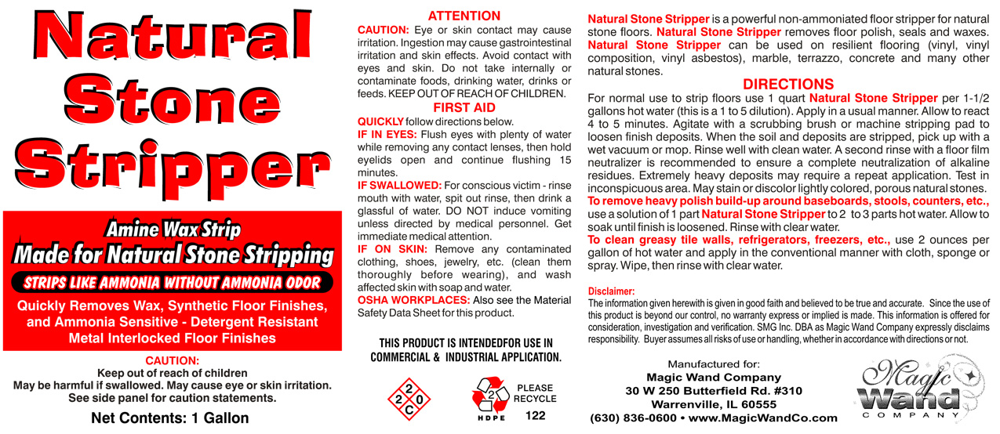 Natural
Stone
Stripper
Amine Wax Strip
Made for Natural Stone Stripping
STRIPS LIKE AMMONIA WITHOUT AMMONIA ODOR
Quickly Removes Wax, Synthetic Floor Finishes,
and Ammonia Sensitive - Detergent Resistant
Metal Interlocked Floor Finishes
CAUTION:
Keep out of reach of children
May be harmful if swallowed. May cause eye or skin irritation.
See side panel for caution statements.
Net Contents: 1 Gallon
ATTENTION
CAUTION: Eye or skin contact may cause
irritation. Ingestion may cause gastrointestinal
irritation and skin effects. Avoid contact with
eyes and skin. Do not take internally or
contaminate foods, drinking water, drinks or
feeds. KEEP OUT OF REACH OF CHILDREN.
FIRST AID
QUICKLY follow directions below.
IF IN EYES: Flush eyes with plenty of water
while removing any contact lenses, then hold
eyelids open and continue flushing 15
minutes.
IF SWALLOWED: For conscious victim - rinse
mouth with water, spit out rinse, then drink a
glassful of water. DO NOT induce vomiting
unless directed by medical personnel. Get
immediate medical attention.
IF ON SKIN: Remove any contaminated
clothing, shoes, jewelry, etc. (clean them
thoroughly before wearing), and wash
affected skin with soap and water.
OSHA WORKPLACES: Also see the Material
Safety Data Sheet for this product.
THIS PRODUCT IS INTENDEDFOR USE IN
COMMERCIAL & INDUSTRIAL APPLICATION.
2
2 0
C
2
HDPE
PLEASE
RECYCLE
122
Natural Stone Stripper is a powerful non-ammoniated floor stripper for natural
stone floors. Natural Stone Stripper removes floor polish, seals and waxes.
Natural Stone Stripper can be used on resilient flooring (vinyl, vinyl
composition, vinyl asbestos), marble, terrazzo, concrete and many other
natural stones.
DIRECTIONS
For normal use to strip floors use 1 quart Natural Stone Stripper per 1-1/2
gallons hot water (this is a 1 to 5 dilution). Apply in a usual manner. Allow to react
4 to 5 minutes. Agitate with a scrubbing brush or machine stripping pad to
loosen finish deposits. When the soil and deposits are stripped, pick up with a
wet vacuum or mop. Rinse well with clean water. A second rinse with a floor film
neutralizer is recommended to ensure a complete neutralization of alkaline
residues. Extremely heavy deposits may require a repeat application. Test in
inconspicuous area. May stain or discolor lightly colored, porous natural stones.
To remove heavy polish build-up around baseboards, stools, counters, etc.,
use a solution of 1 part Natural Stone Stripper to 2 to 3 parts hot water. Allow to
soak until finish is loosened. Rinse with clear water.
To clean greasy tile walls, refrigerators, freezers, etc., use 2 ounces per
gallon of hot water and apply in the conventional manner with cloth, sponge or
spray. Wipe, then rinse with clear water.
Disclaimer:
The information given herewith is given in good faith and believed to be true and accurate. Since the use of
this product is beyond our control, no warranty express or implied is made. This information is offered for
consideration, investigation and verification. SMG Inc. DBA as Magic Wand Company expressly disclaims
responsibility. Buyer assumes all risks of use or handling, whether in accordance with directions or not.
Manufactured for:
Magic Wand Company
30 W 250 Butterfield Rd. #310
Warrenville, IL 60555
(630) 836-0600 • www.MagicWandCo.com
Magic
Wand
COMPANY